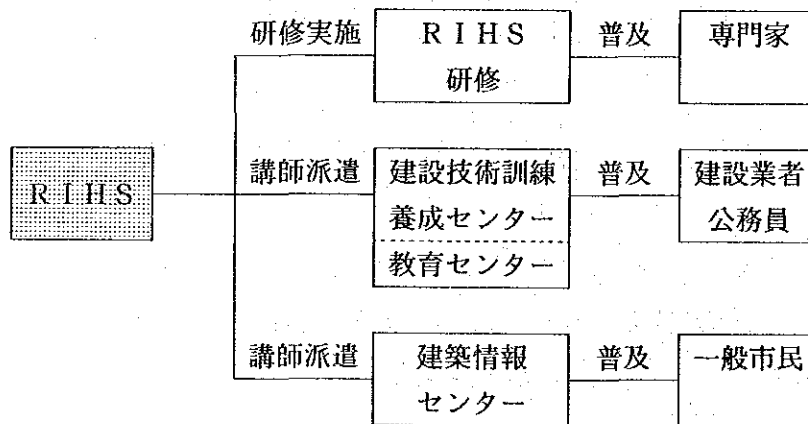 研修実施
RIHS
研修
普及
専門家
RIHS
講師派遣
建設技術訓練
養成センター
教育センター
普及
建設業者
公務員
講師派遣
建築情報
センター
普及
一般市民